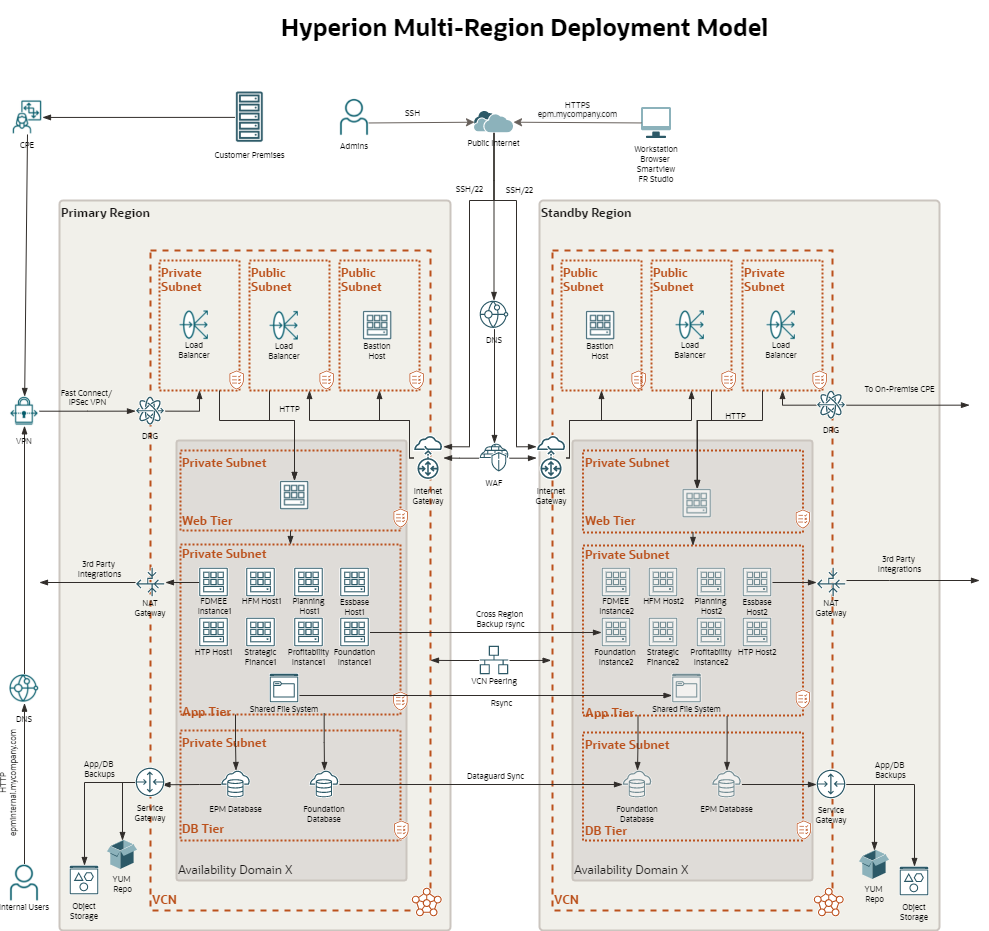 Hyperion Multi-Region Deployment Model
CPE
Customer Premises
Admins
SSH
Public Internet
HTTPS
epm.mycompany.com
Workstation
Browser
Smartview
FR Studio
SSH/22
SSH/22
Primary Region
Private
Subnet
Load
Balancer
Public
Subnet
Load
Balancer
Public
Subnet
Bastion
Host
Fast Connect/
IPSec VPN
VPN
DRG
HTTP
Internet
Gateway
DNS
WAF
Private Subnet
Web Tier
Private Subnet
3rd Party
Integrations
NAT
Gateway
FDMEE
Instance1
HFM Host1
Planning
Host1
Essbase
Host1
HTP Host1
Strategic
Finance1
Profitability
Instance1
Foundation
Instance1
Shared File System
App Tier
Private Subnet
EPM Database
Foundation
Database
DB Tier
Availability Domain X
VCN
App/DB
Backups
Service
Gateway
YUM
Repo
Object
Storage
DNS
HTTP
epminternal.mycompany.com
Internal Users
Cross Region
Backup rsync
VCN Peering
Rsync
Dataguard Sync
Standby Region
Public
Subnet
Bastion
Host
Public
Subnet
Load
Balancer
Private
Subnet
Load
Balancer
To On-Premise CPE
DRG
HTTP
Internet
Gateway
Private Subnet
Web Tier
Private Subnet
3rd Party
Integrations
NAT
Gateway
FDMEE
Instance2
HFM Host2
Planning
Host2
Essbase
Host2
Foundation
Instance2
Strategic
Finance2
Profitability
Instance2
HTP Host2
Shared File System
App Tier
Private Subnet
Foundation
Database
EPM Database
DB Tier
Availability Domain X
VCN
App/DB
Backups
Service
Gateway
YUM
Repo
Object
Storage